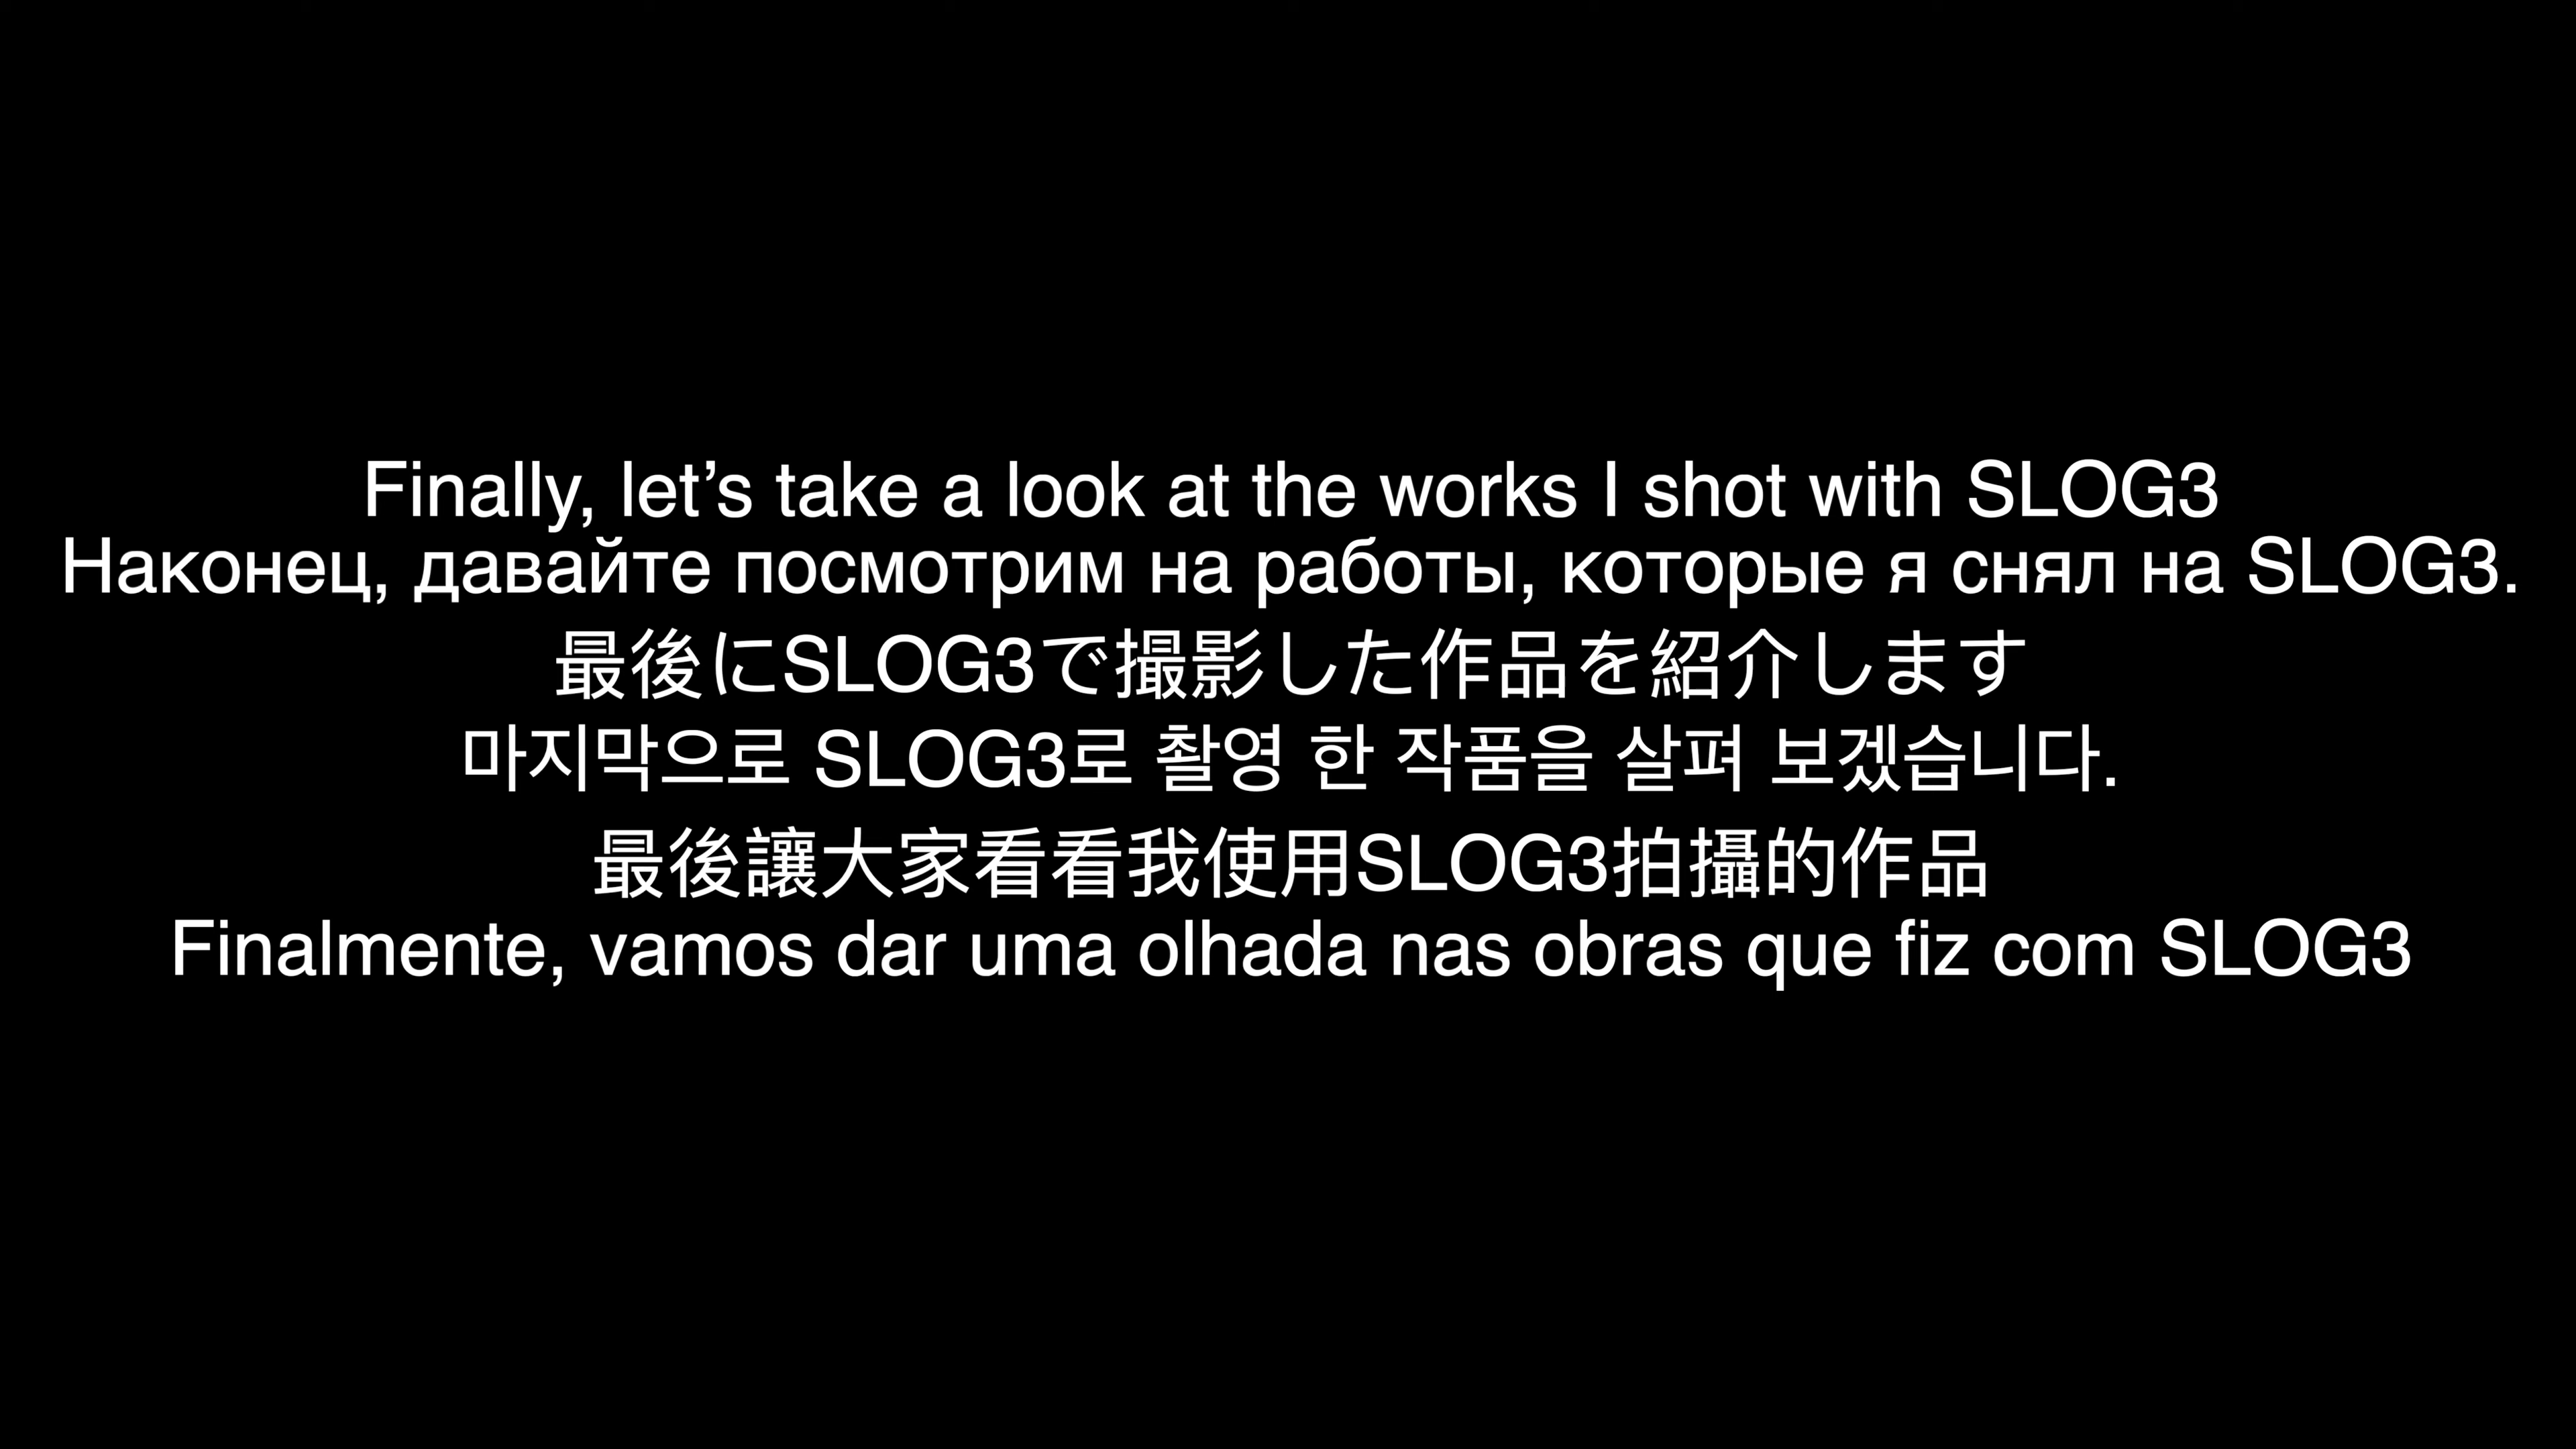 Finally, let’s take a look at the works I shot with SLOG3
Наконец, давайте посмотрим на работы, которые я снял на SLOG3.
最後にSLOG3で撮影した作品を紹介します
마지막으로 SLOG3로 촬영 한 작품을 살펴 보겠습니다.
最後讓大家看看我使用SLOG3拍攝的作品
Finalmente, vamos dar uma olhada nas obras que fiz com SLOG3